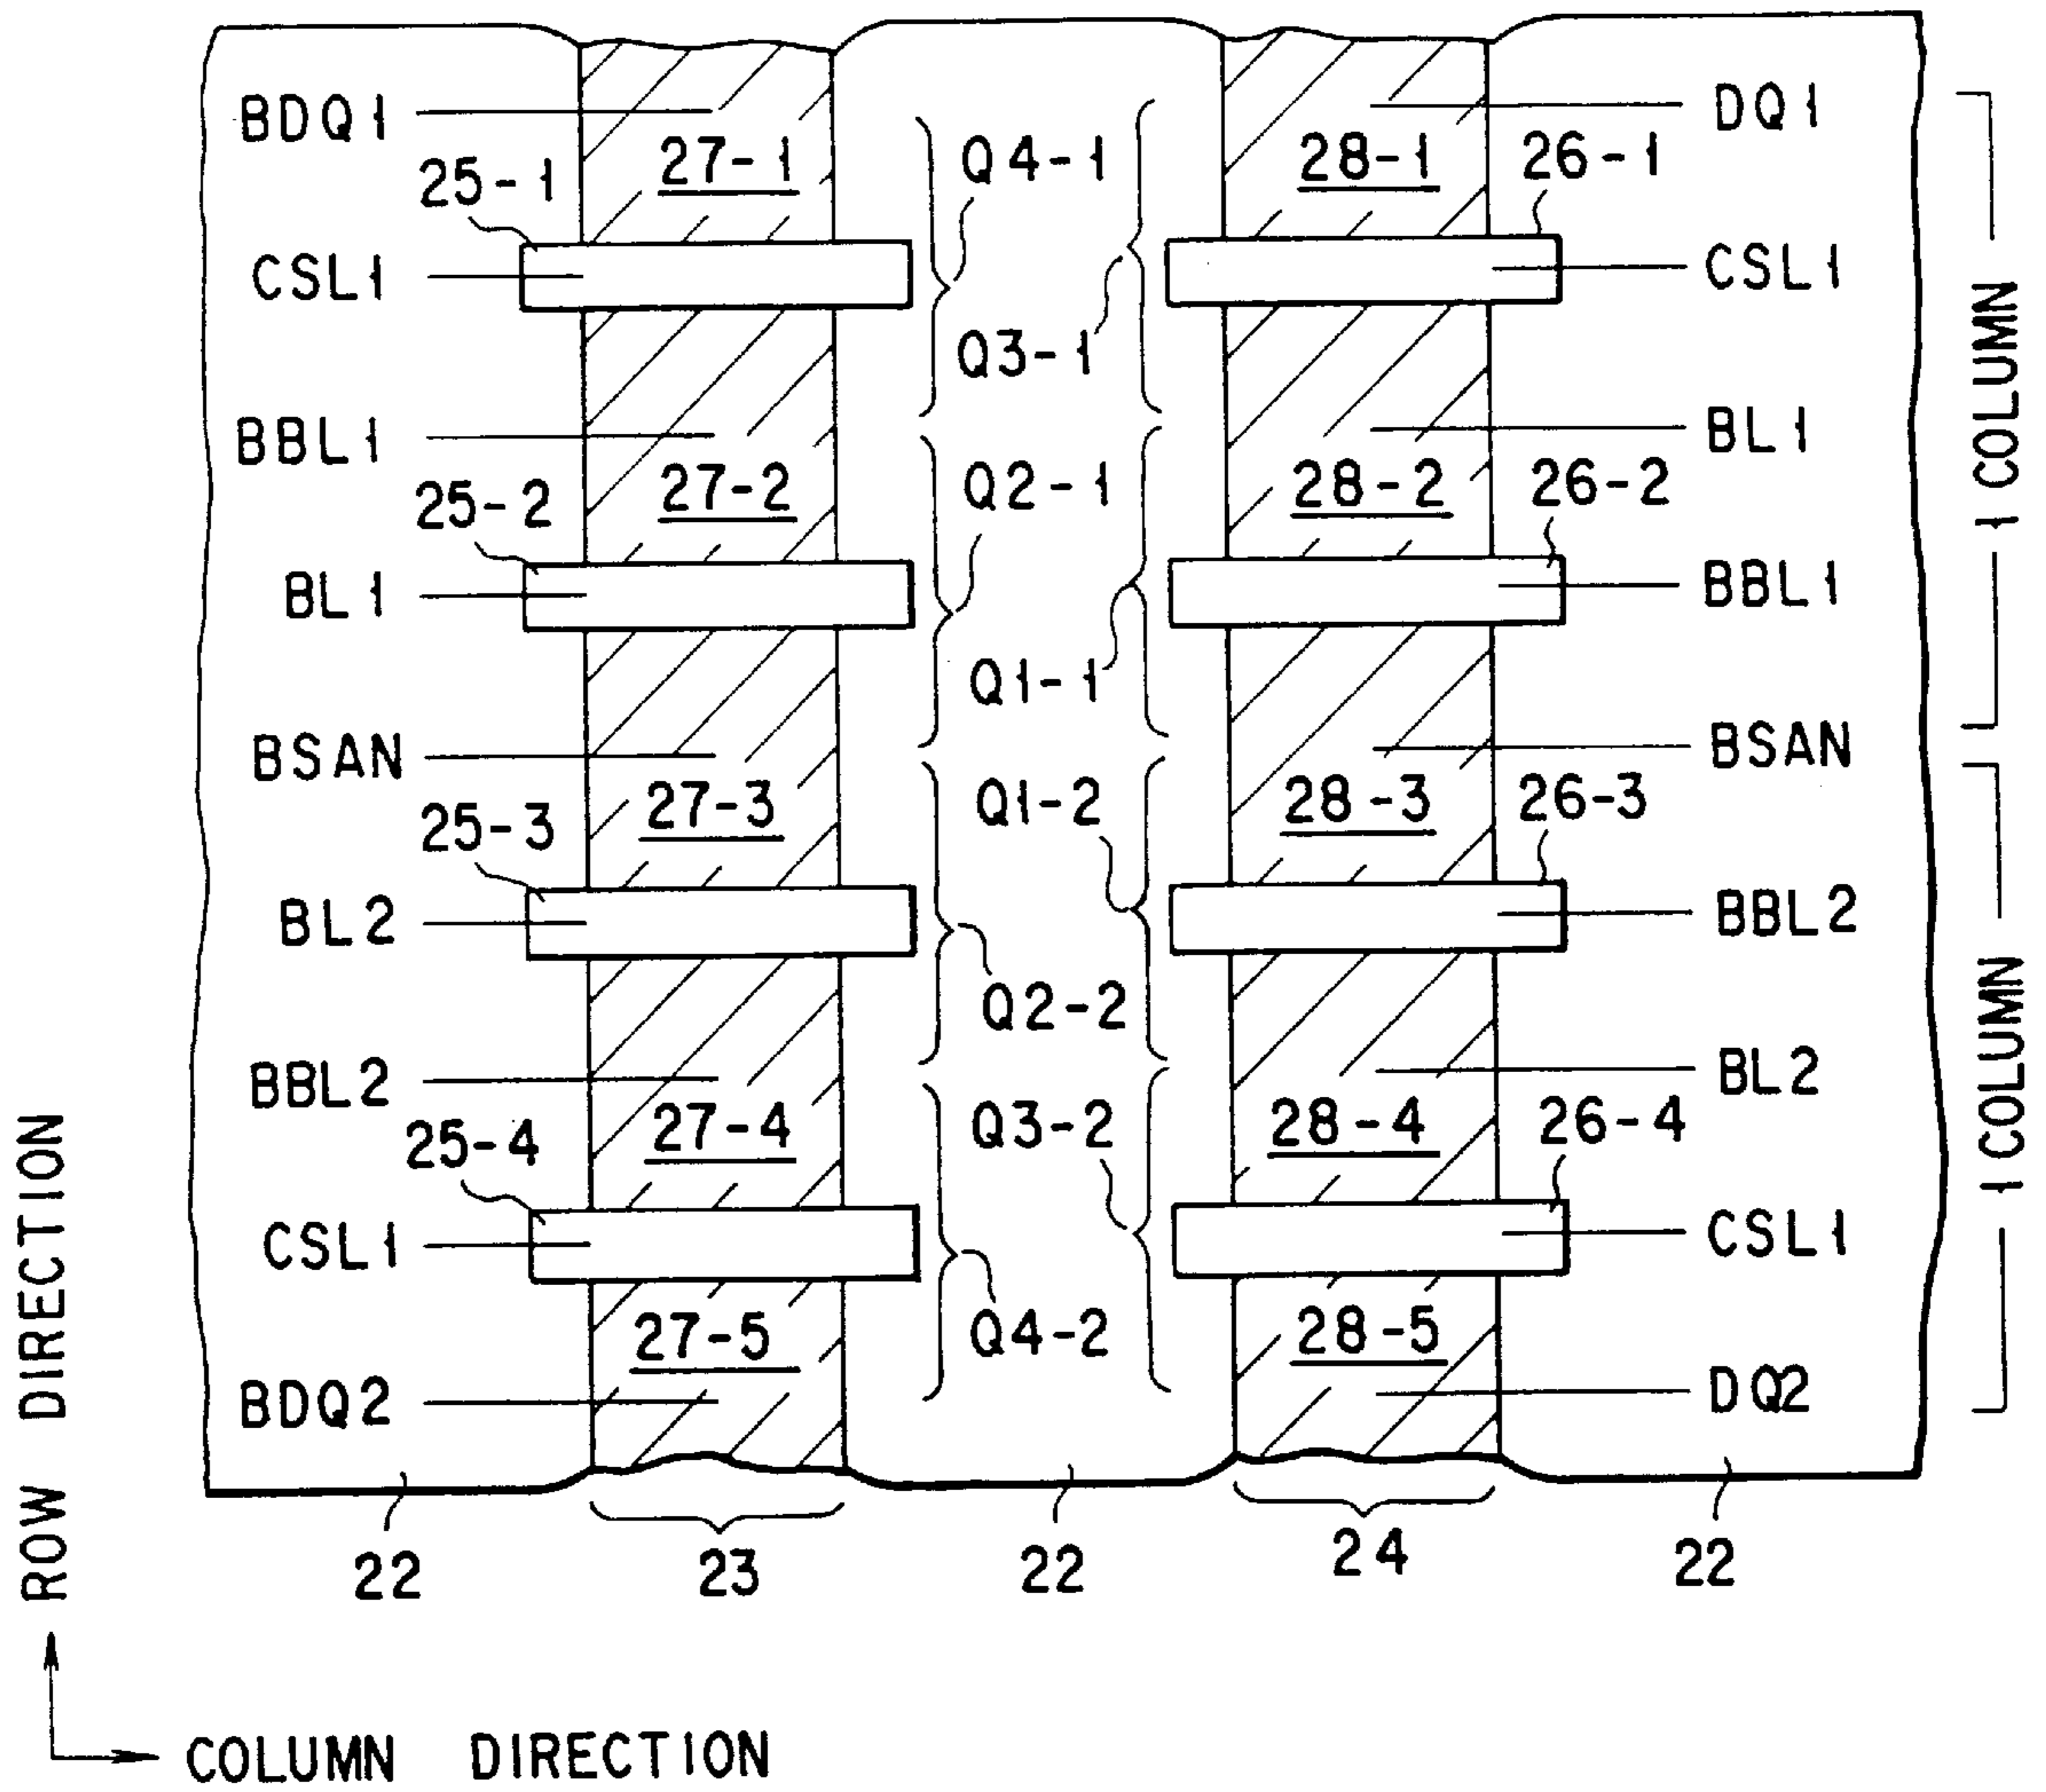 BDQ1 27-1 Q4-1 28-1 DQ1
25-1 26-1
CSL1 CSL1
Q3-1
BBL1 BL1
25-2 27-2 Q2-1 28-2 26-2
BL1 BBL1
Q1-1
BSAN BSAN
25-3 27-3 Q1-2 28-3 26-3
BL2 BBL2
Q2-2
BBL2 BL2
25-4 27-4 Q3-2 28-4 26-4
CSL1 CSL1
27-5 Q4-2 28-5
BDQ2 DQ2
22 23 22 24 22
1 COLUMN
1 COLUMN
ROW DIRECTION
COLUMN DIRECTION